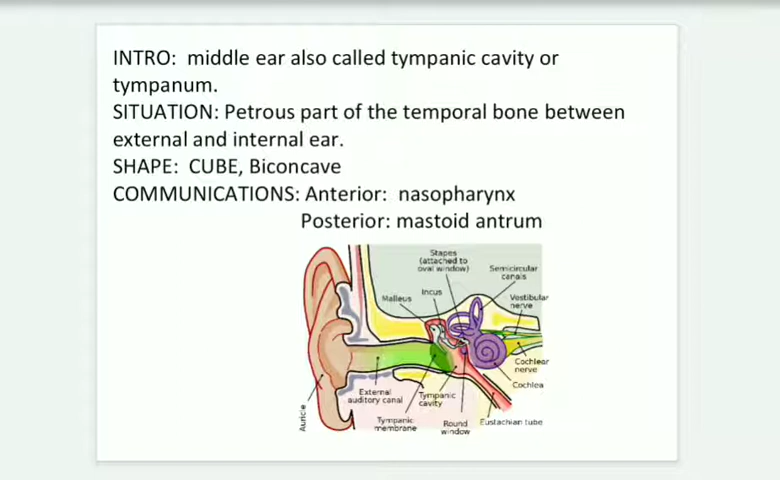 INTRO: middle ear also called tympanic cavity or
tympanum.
SITUATION: Petrous part of the temporal bone between
external and internal ear.
SHAPE: CUBE, Biconcave
COMMUNICATIONS: Anterior: nasopharynx
Posterior: mastoid antrum
Stapes
(attached to
oval window)
Semicircular
canals
Incus
Malleus
Vestibular
nerve
Cochlear
nerve
Cochlea
External
auditory canal
Tympanic
cavity
Auricle
Tympanic
membrane
Round
window
Eustachian tube